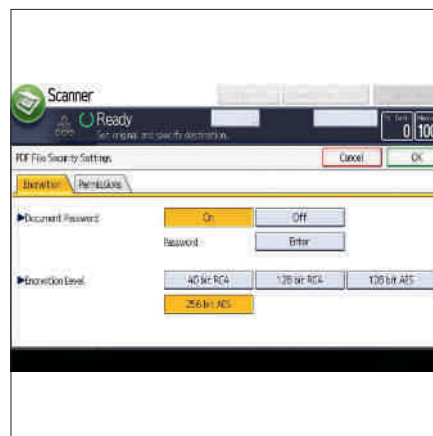 Scanner
Ready
Set original and specify destination.
0 100
PDF File Security Settings
Cancel OK
Encryption Permissions
▶Document Password On Off
Password Enter
▶Encryption Level 40 bit RC4 128 bit RC4 128 bit AES
256 bit AES